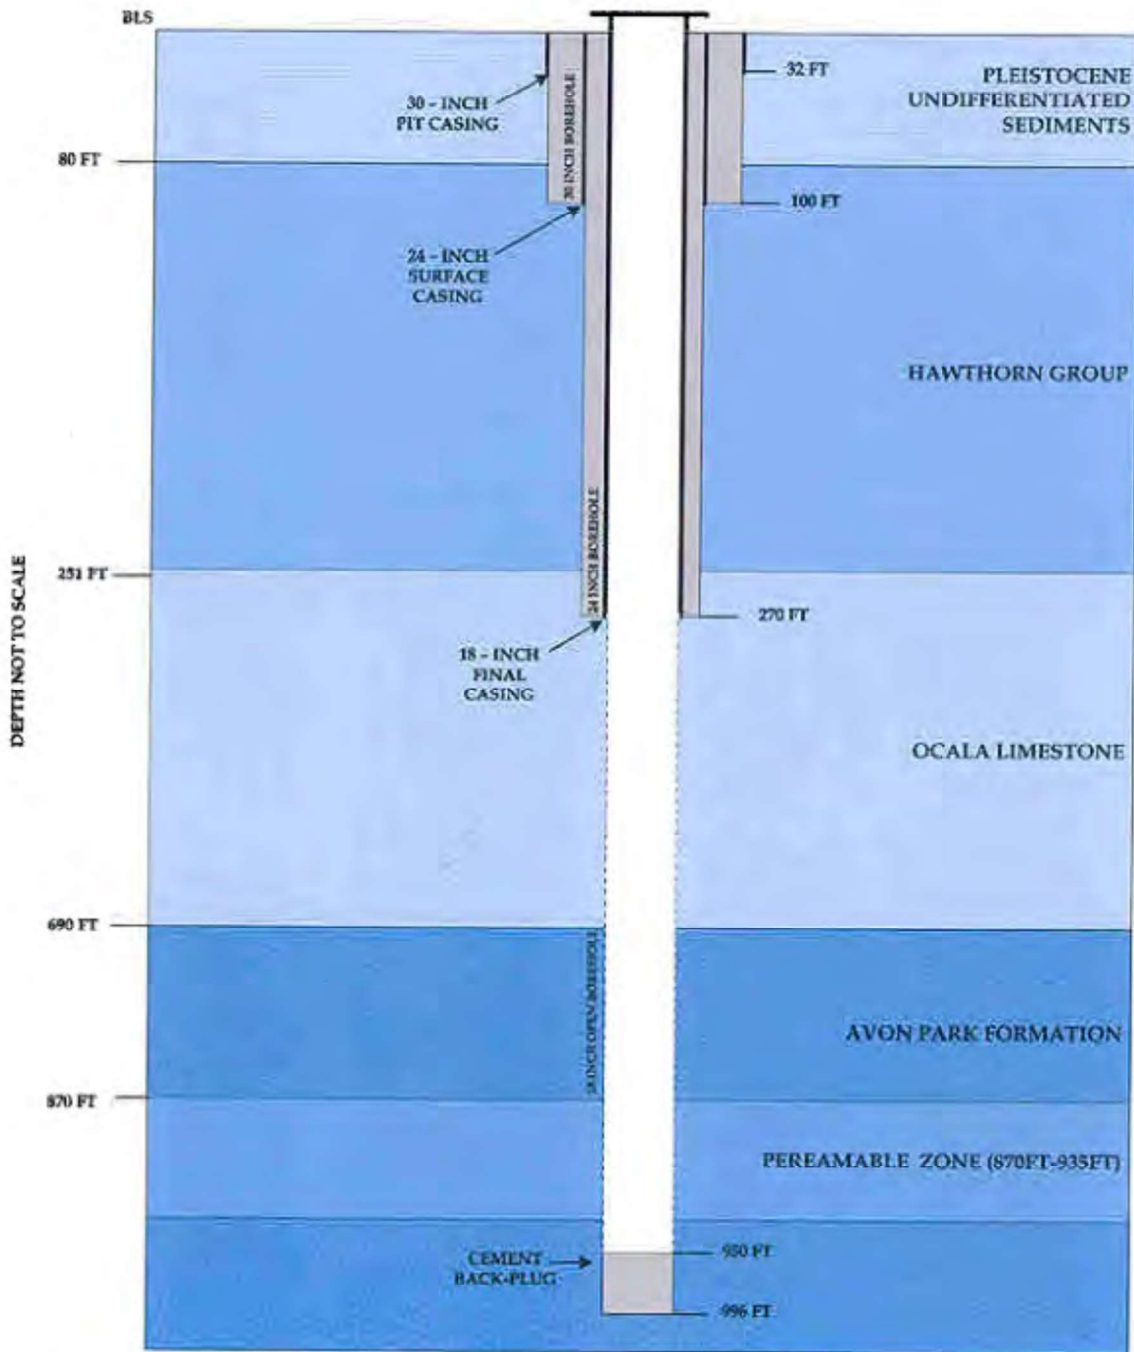 BLS
32 FT
PLEISTOCENE
UNDIFFERENTIATED
SEDIMENTS
30 - INCH
PIT CASING
30 INCH BOREHOLE
80 FT
100 FT
24 - INCH
SURFACE
CASING
HAWTHORN GROUP
24 INCH BOREHOLE
DEPTH NOT TO SCALE
251 FT
270 FT
18 - INCH
FINAL
CASING
OCALA LIMESTONE
690 FT
INCH OPEN BOREHOLE
AVON PARK FORMATION
870 FT
PEREAMABLE ZONE (870FT-935FT)
CEMENT
BACK-PLUG
950 FT
996 FT